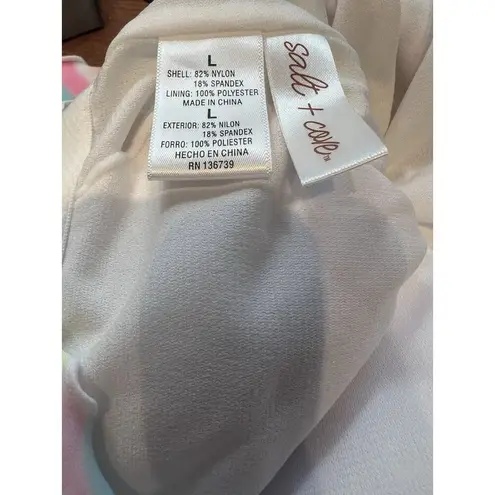 L
SHELL: 82% NYLON
18% SPANDEX
LINING: 100% POLYESTER
MADE IN CHINA
L
EXTERIOR: 82% NILON
18% SPANDEX
FORRO: 100% POLIESTER
HECHO EN CHINA
RN 136739
salt + cove™